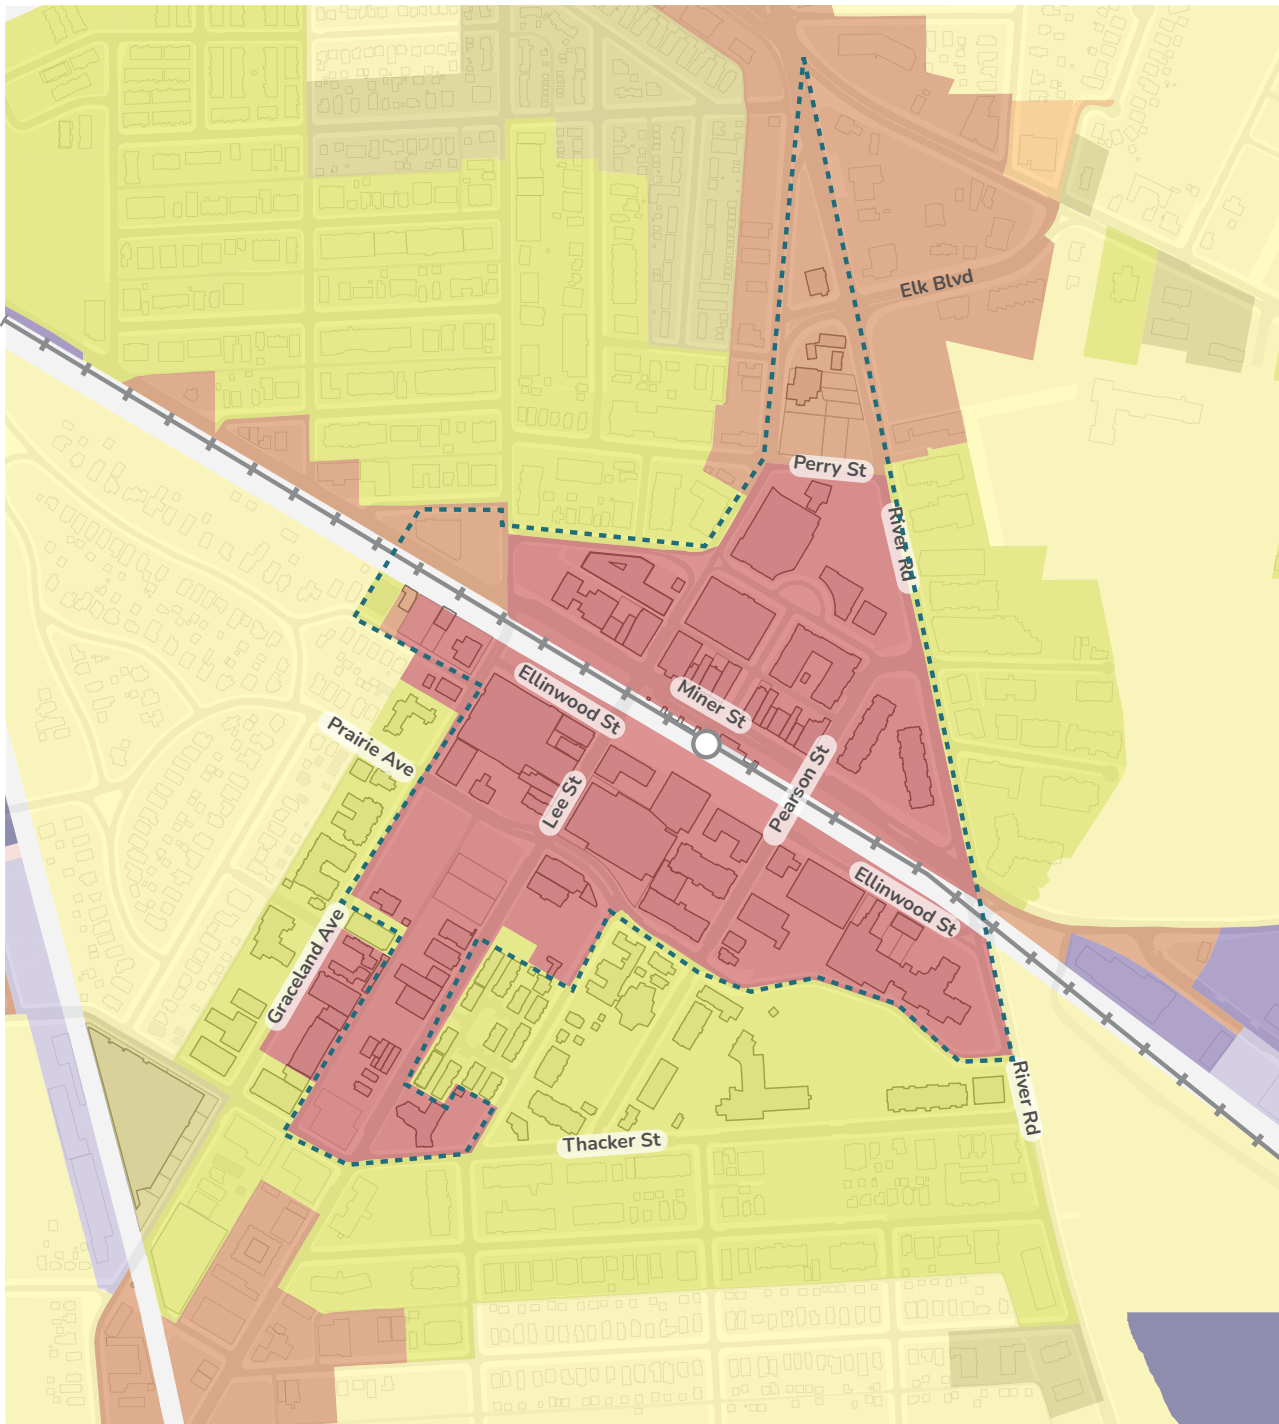 Elk Blvd
Perry St
River Rd
Ellinwood St
Miner St
Prairie Ave
Lee St
Pearson St
Ellinwood St
Graceland Ave
River Rd
Thacker St